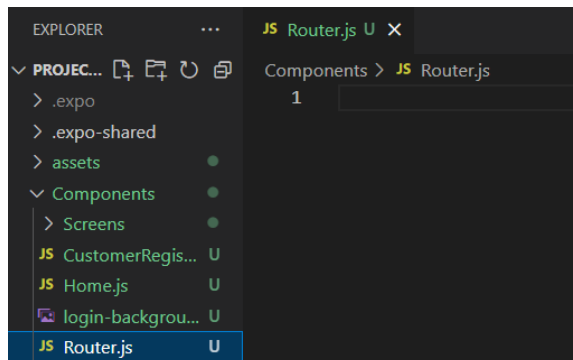 EXPLORER ...
JS Router.js U X
PROJEC...
Components > JS Router.js
1
.expo
.expo-shared
assets
Components
Screens
JS CustomerRegis... U
JS Home.js U
login-backgrou... U
JS Router.js U